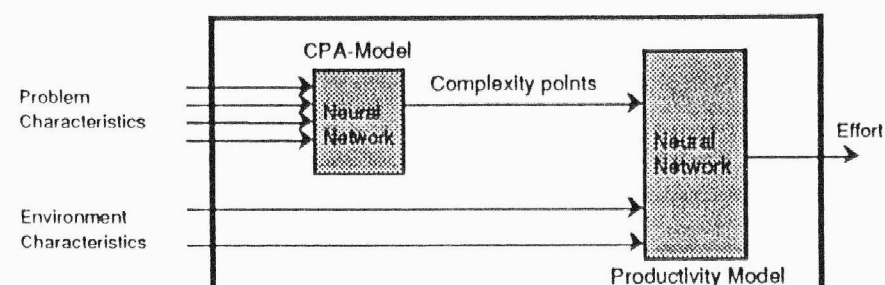 CPA-Model
Problem
Characteristics
Neural
Network
Complexity points
Neural
Network
Effort
Environment
Characteristics
Productivity Model